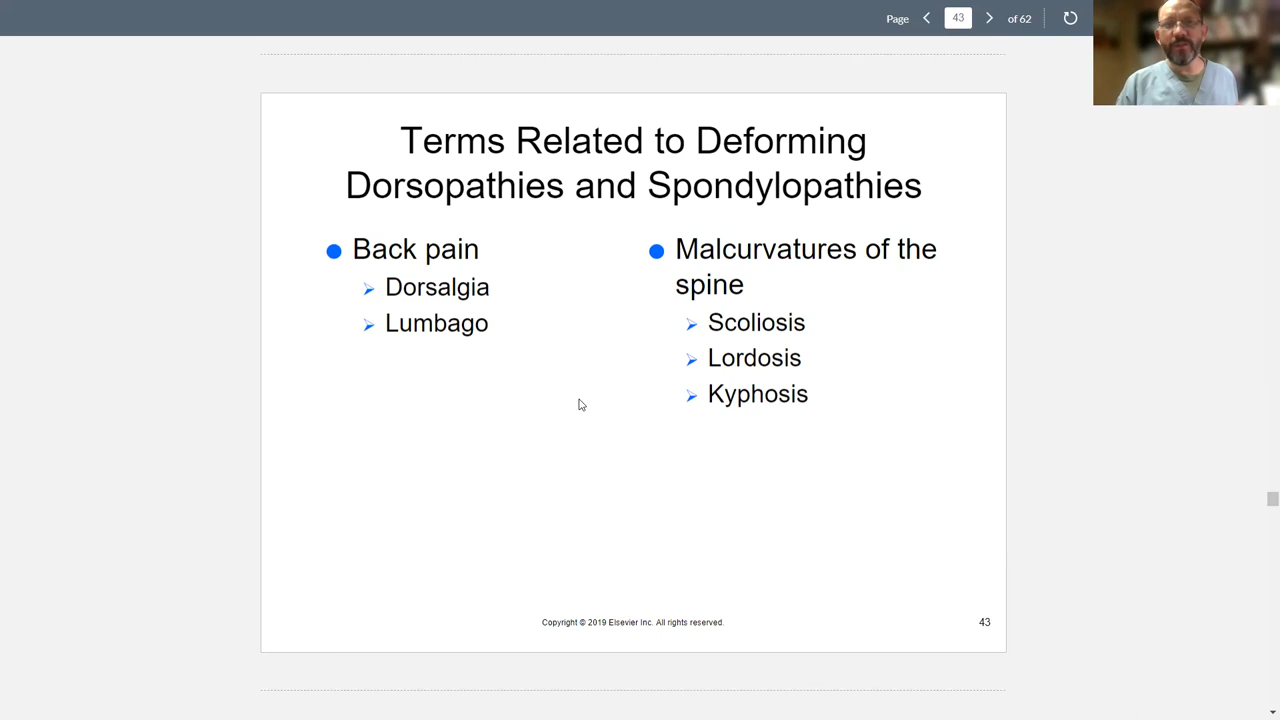 Page 43 of 62
Terms Related to Deforming
Dorsopathies and Spondylopathies
Back pain
Dorsalgia
Lumbago
Malcurvatures of the
spine
Scoliosis
Lordosis
Kyphosis
Copyright © 2019 Elsevier Inc. All rights reserved.
43